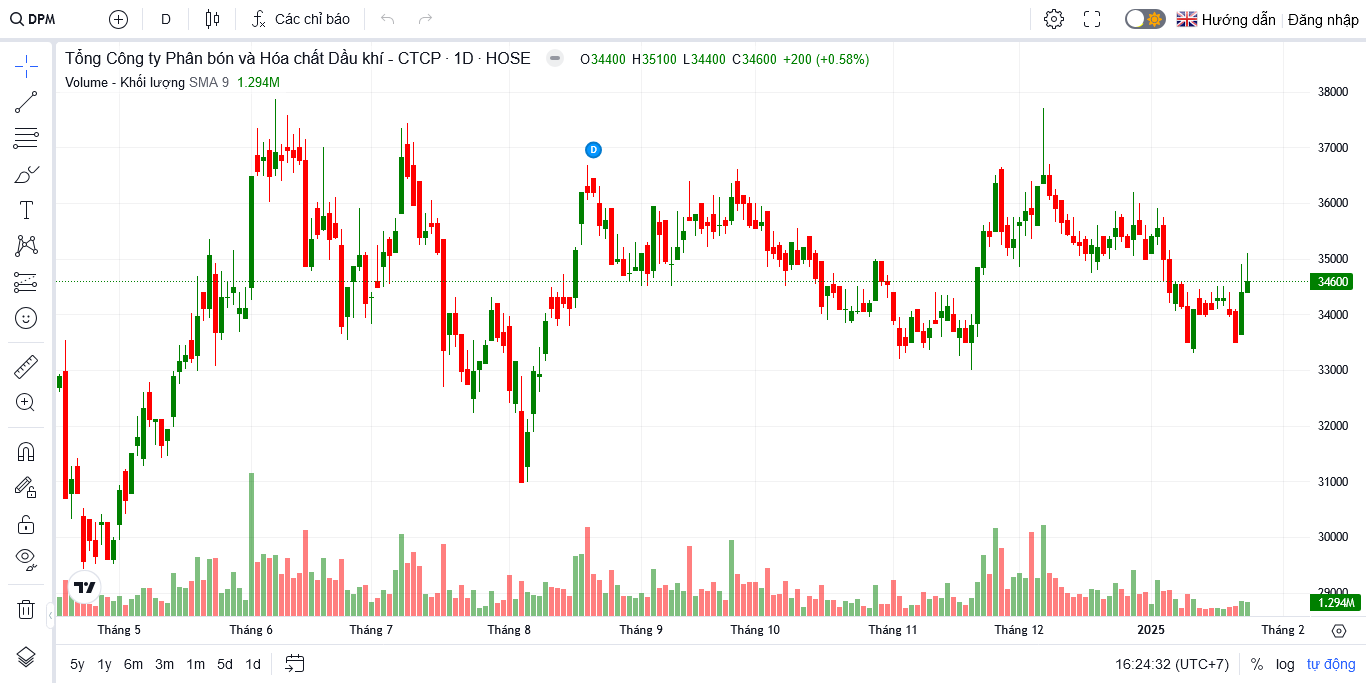 DPM D Các chỉ báo Hướng dẫn Đăng nhập
Tổng Công ty Phân bón và Hóa chất Dầu khí - CTCP · 1D · HOSE O34400 H35100 L34400 C34600 +200 (+0.58%)
Volume - Khối lượng SMA 9 1.294M
D
38000
37000
36000
35000
34600
34000
33000
32000
31000
30000
29000
1.294M
Tháng 5 Tháng 6 Tháng 7 Tháng 8 Tháng 9 Tháng 10 Tháng 11 Tháng 12 2025 Tháng 2
5y 1y 6m 3m 1m 5d 1d 16:24:32 (UTC+7) % log tự động